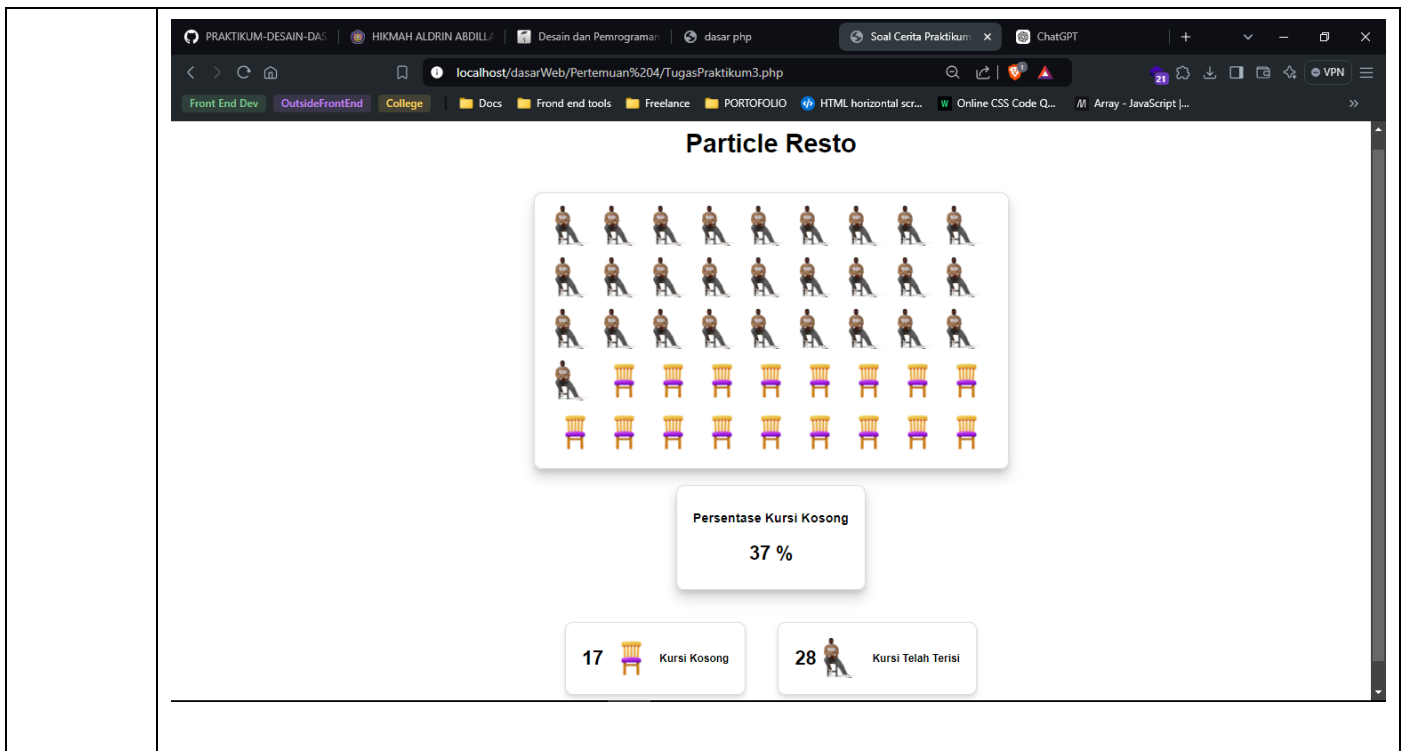 PRAKTIKUM-DESAIN-DAS
HIKMAH ALDRIN ABDILLA
Desain dan Pemrograman
dasar php
Soal Cerita Praktikum
ChatGPT
localhost/dasarWeb/Pertemuan%204/TugasPraktikum3.php
21
VPN
Front End Dev
OutsideFrontEnd
College
Docs
Frond end tools
Freelance
PORTOFOLIO
HTML horizontal scr...
Online CSS Code Q...
Array - JavaScript |...
Particle Resto
Persentase Kursi Kosong
37 %
17 Kursi Kosong
28 Kursi Telah Terisi